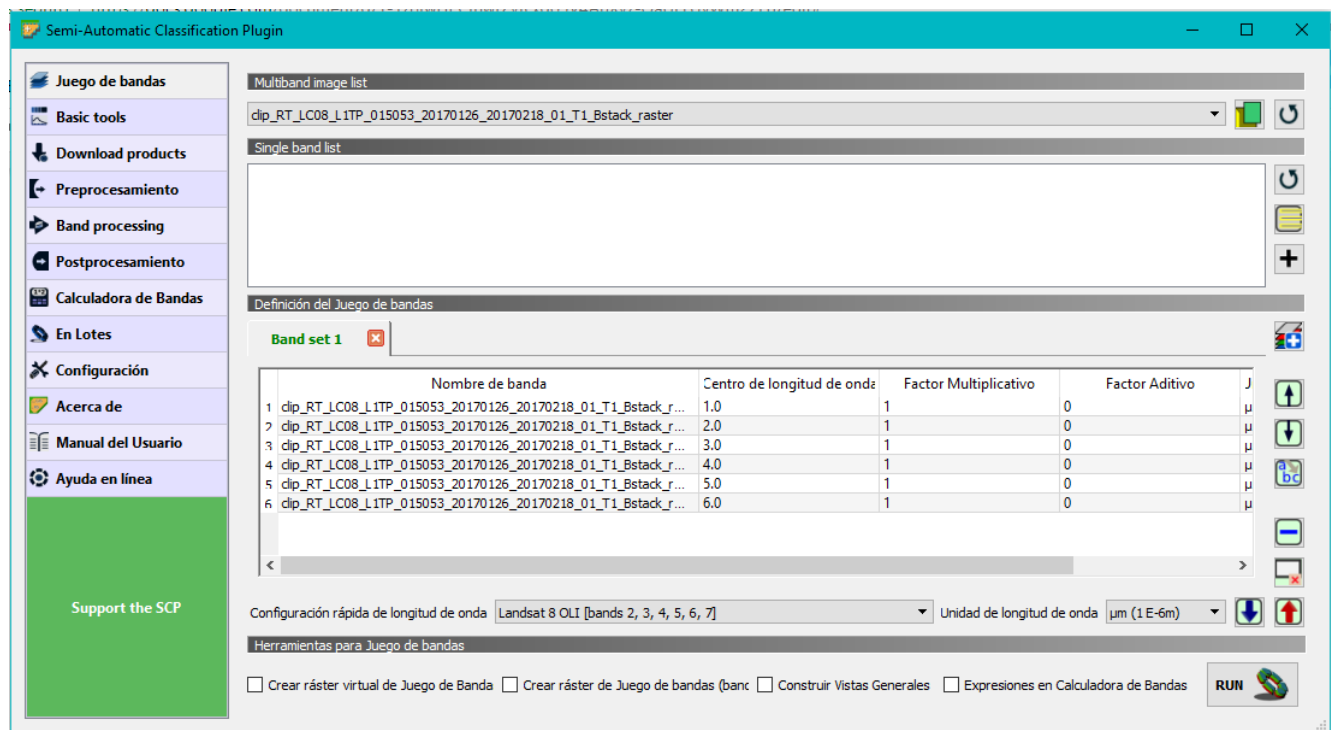 Semi-Automatic Classification Plugin
Juego de bandas
Basic tools
Download products
Preprocesamiento
Band processing
Postprocesamiento
Calculadora de Bandas
En Lotes
Configuración
Acerca de
Manual del Usuario
Ayuda en línea
Support the SCP
Multiband image list
clip_RT_LC08_L1TP_015053_20170126_20170218_01_T1_Bstack_raster
Single band list
Definición del Juego de bandas
Band set 1
Nombre de banda Centro de longitud de onda Factor Multiplicativo Factor Aditivo
1 clip_RT_LC08_L1TP_015053_20170126_20170218_01_T1_Bstack_r... 1.0 1 0 μ
2 clip_RT_LC08_L1TP_015053_20170126_20170218_01_T1_Bstack_r... 2.0 1 0 μ
3 clip_RT_LC08_L1TP_015053_20170126_20170218_01_T1_Bstack_r... 3.0 1 0 μ
4 clip_RT_LC08_L1TP_015053_20170126_20170218_01_T1_Bstack_r... 4.0 1 0 μ
5 clip_RT_LC08_L1TP_015053_20170126_20170218_01_T1_Bstack_r... 5.0 1 0 μ
6 clip_RT_LC08_L1TP_015053_20170126_20170218_01_T1_Bstack_r... 6.0 1 0 μ
Configuración rápida de longitud de onda Landsat 8 OLI [bands 2, 3, 4, 5, 6, 7] Unidad de longitud de onda μm (1 E-6m)
Herramientas para Juego de bandas
Crear ráster virtual de Juego de Banda Crear ráster de Juego de bandas (banc Construir Vistas Generales Expresiones en Calculadora de Bandas RUN